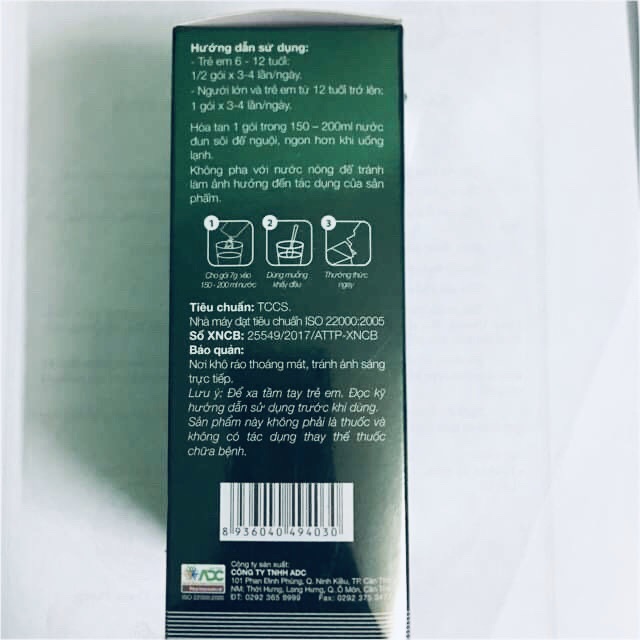 Hướng dẫn sử dụng:
- Trẻ em 6 - 12 tuổi:
1/2 gói x 3-4 lần/ngày.
- Người lớn và trẻ em từ 12 tuổi trở lên:
1 gói x 3-4 lần/ngày.
Hòa tan 1 gói trong 150 – 200ml nước
đun sôi để nguội, ngon hơn khi uống
lạnh.
Không pha với nước nóng để tránh
làm ảnh hưởng đến tác dụng của sản
phẩm.
1 2 3
Cho gói 7g vào
150 - 200 ml nước
Dùng muỗng
khấy đều
Thưởng thức
ngay
Tiêu chuẩn: TCCS.
Nhà máy đạt tiêu chuẩn ISO 22000:2005
Số XNCB: 25549/2017/ATTP-XNCB
Bảo quản:
Nơi khô ráo thoáng mát, tránh ánh sáng
trực tiếp.
Lưu ý: Để xa tầm tay trẻ em. Đọc kỹ
hướng dẫn sử dụng trước khi dùng.
Sản phẩm này không phải là thuốc và
không có tác dụng thay thế thuốc
chữa bệnh.
8 936040 494030
ADC
ISO 22000:2005
Công ty sản xuất:
CÔNG TY TNHH ADC
101 Phan Đình Phùng, Q. Ninh Kiều, TP. Cần
NM: Thới Hưng, Long Hưng, Q. Ô Môn, Cần
ĐT: 0292 365 8999 Fax: 0292 375